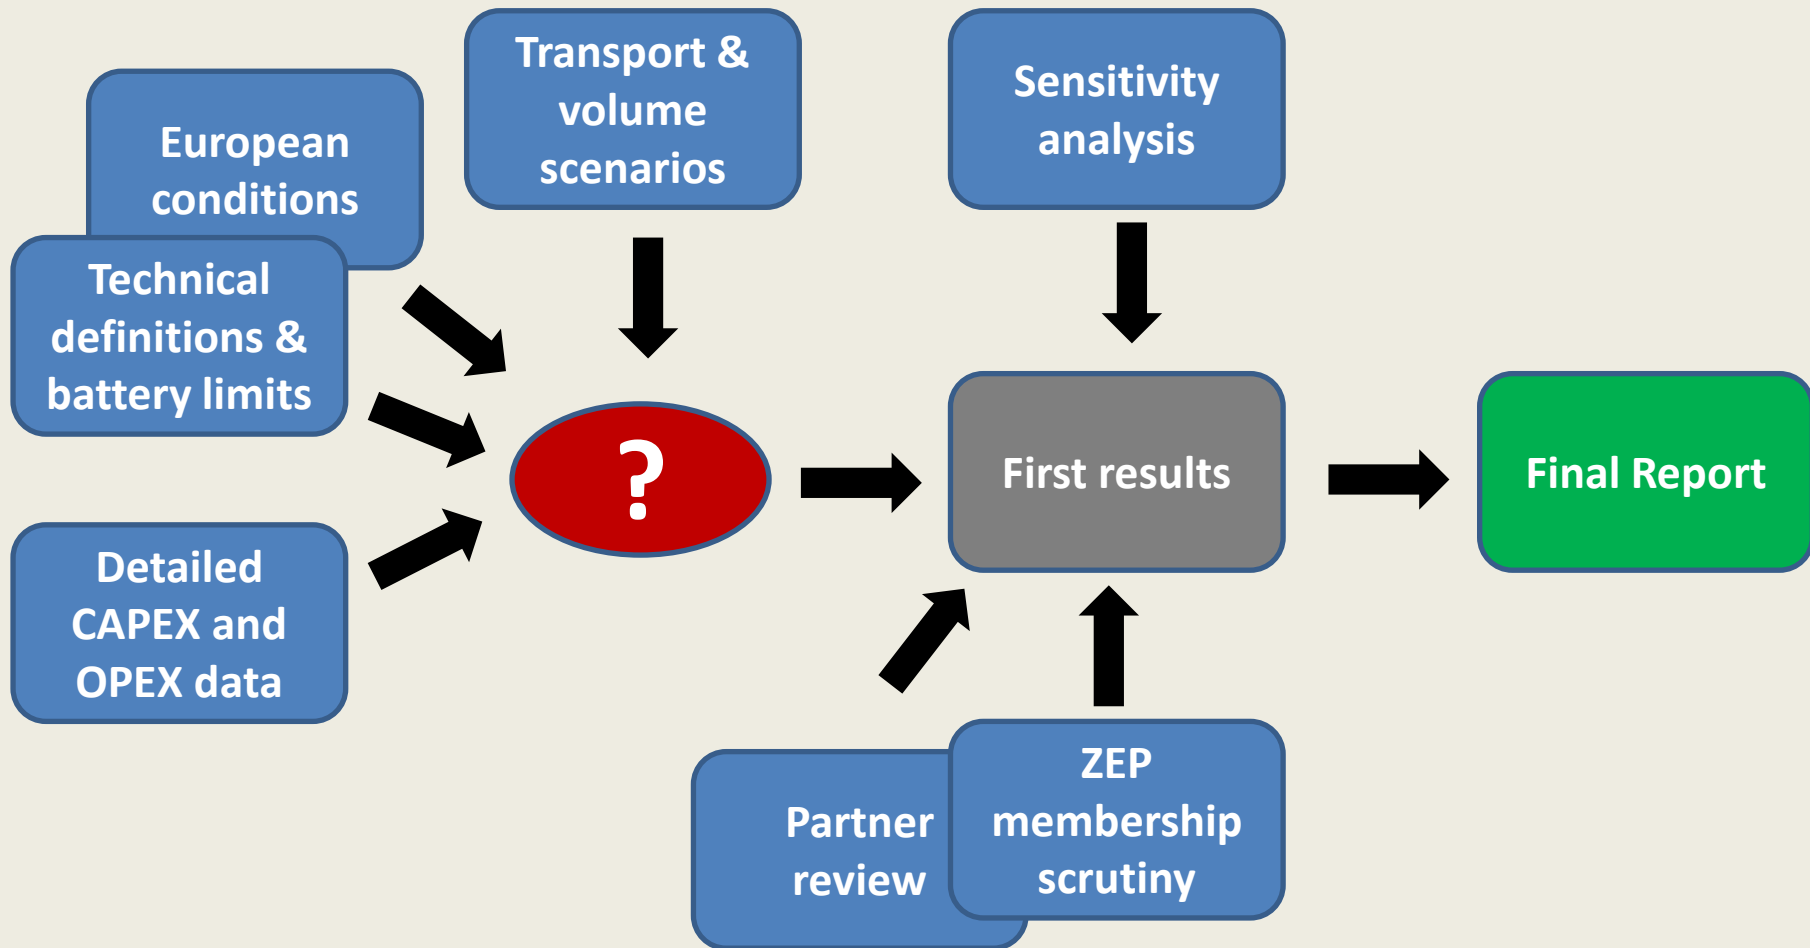 Transport &
volume
scenarios
Sensitivity
analysis
European
conditions
Technical
definitions &
battery limits
?
First results
Final Report
Detailed
CAPEX and
OPEX data
Partner
review
ZEP
membership
scrutiny